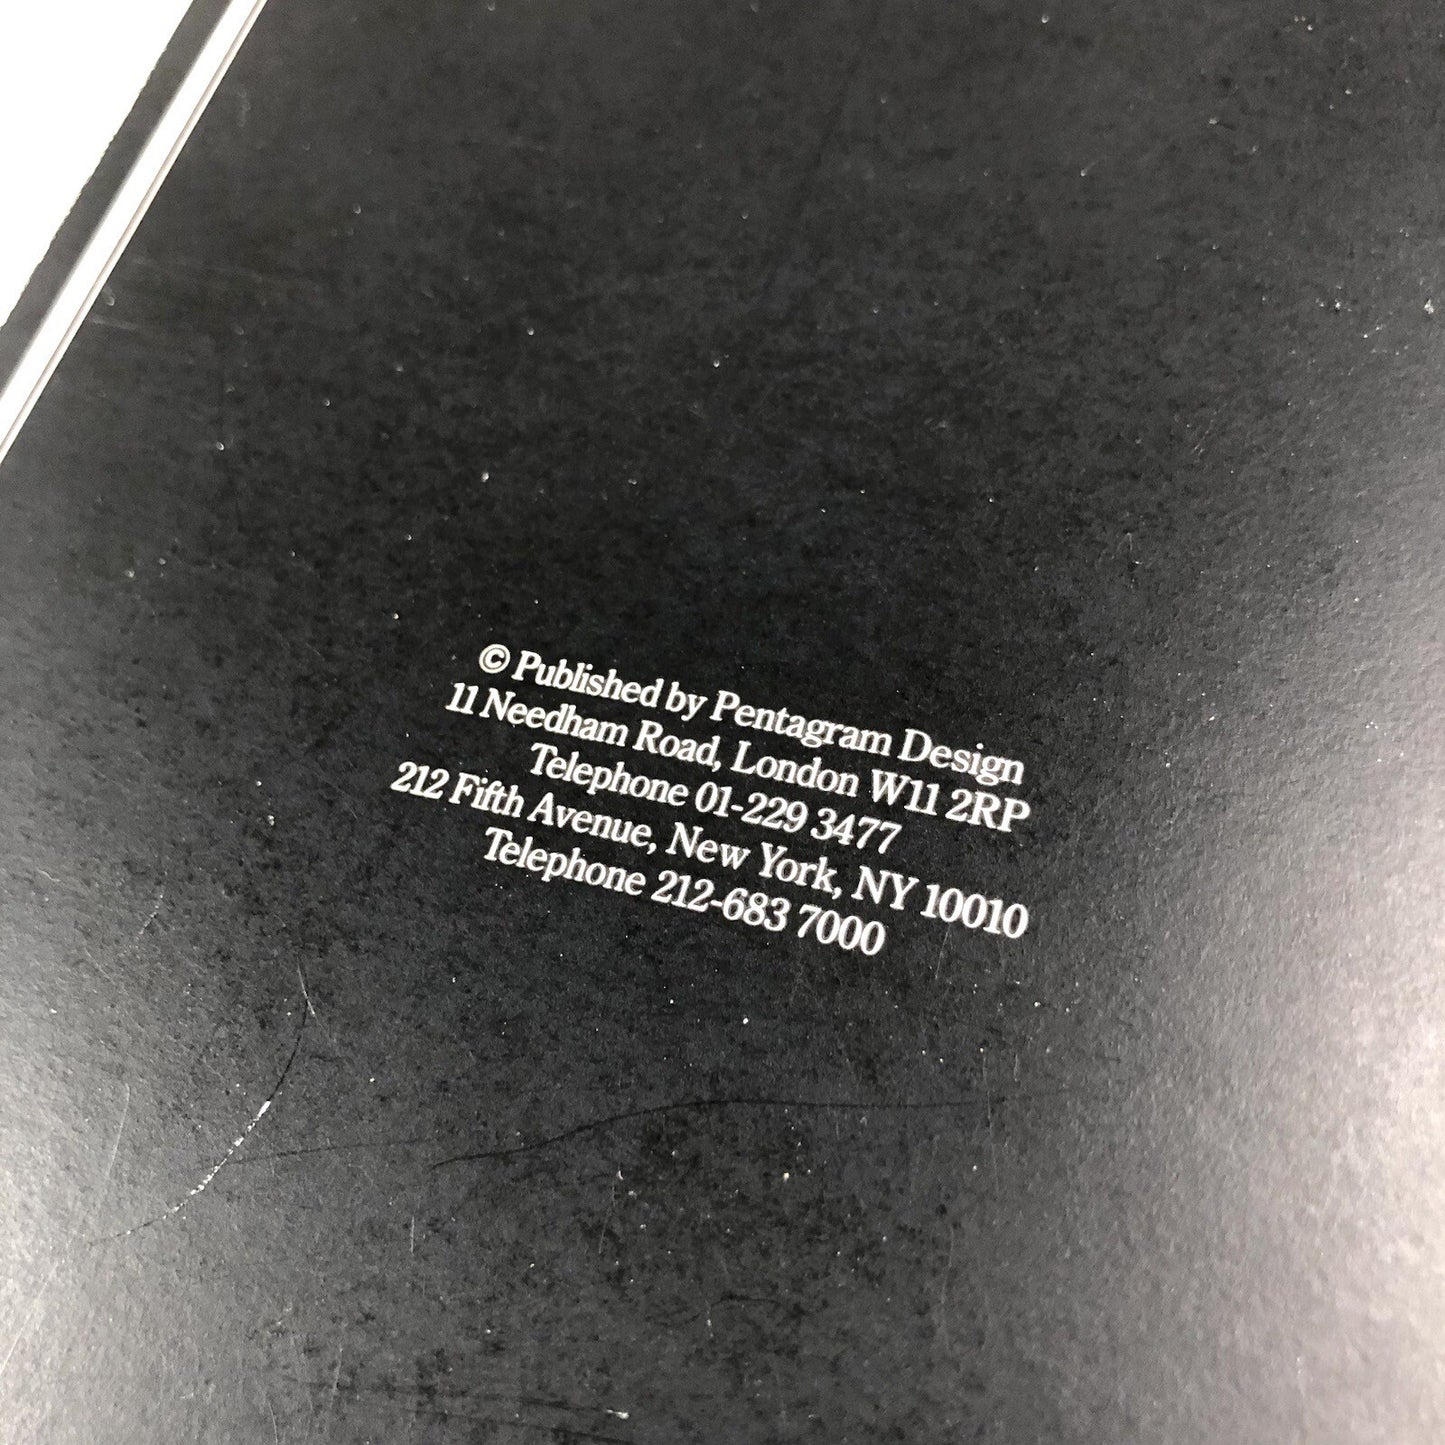 © Published by Pentagram Design
11 Needham Road, London W11 2RP
Telephone 01-229 3477
212 Fifth Avenue, New York, NY 10010
Telephone 212-683 7000